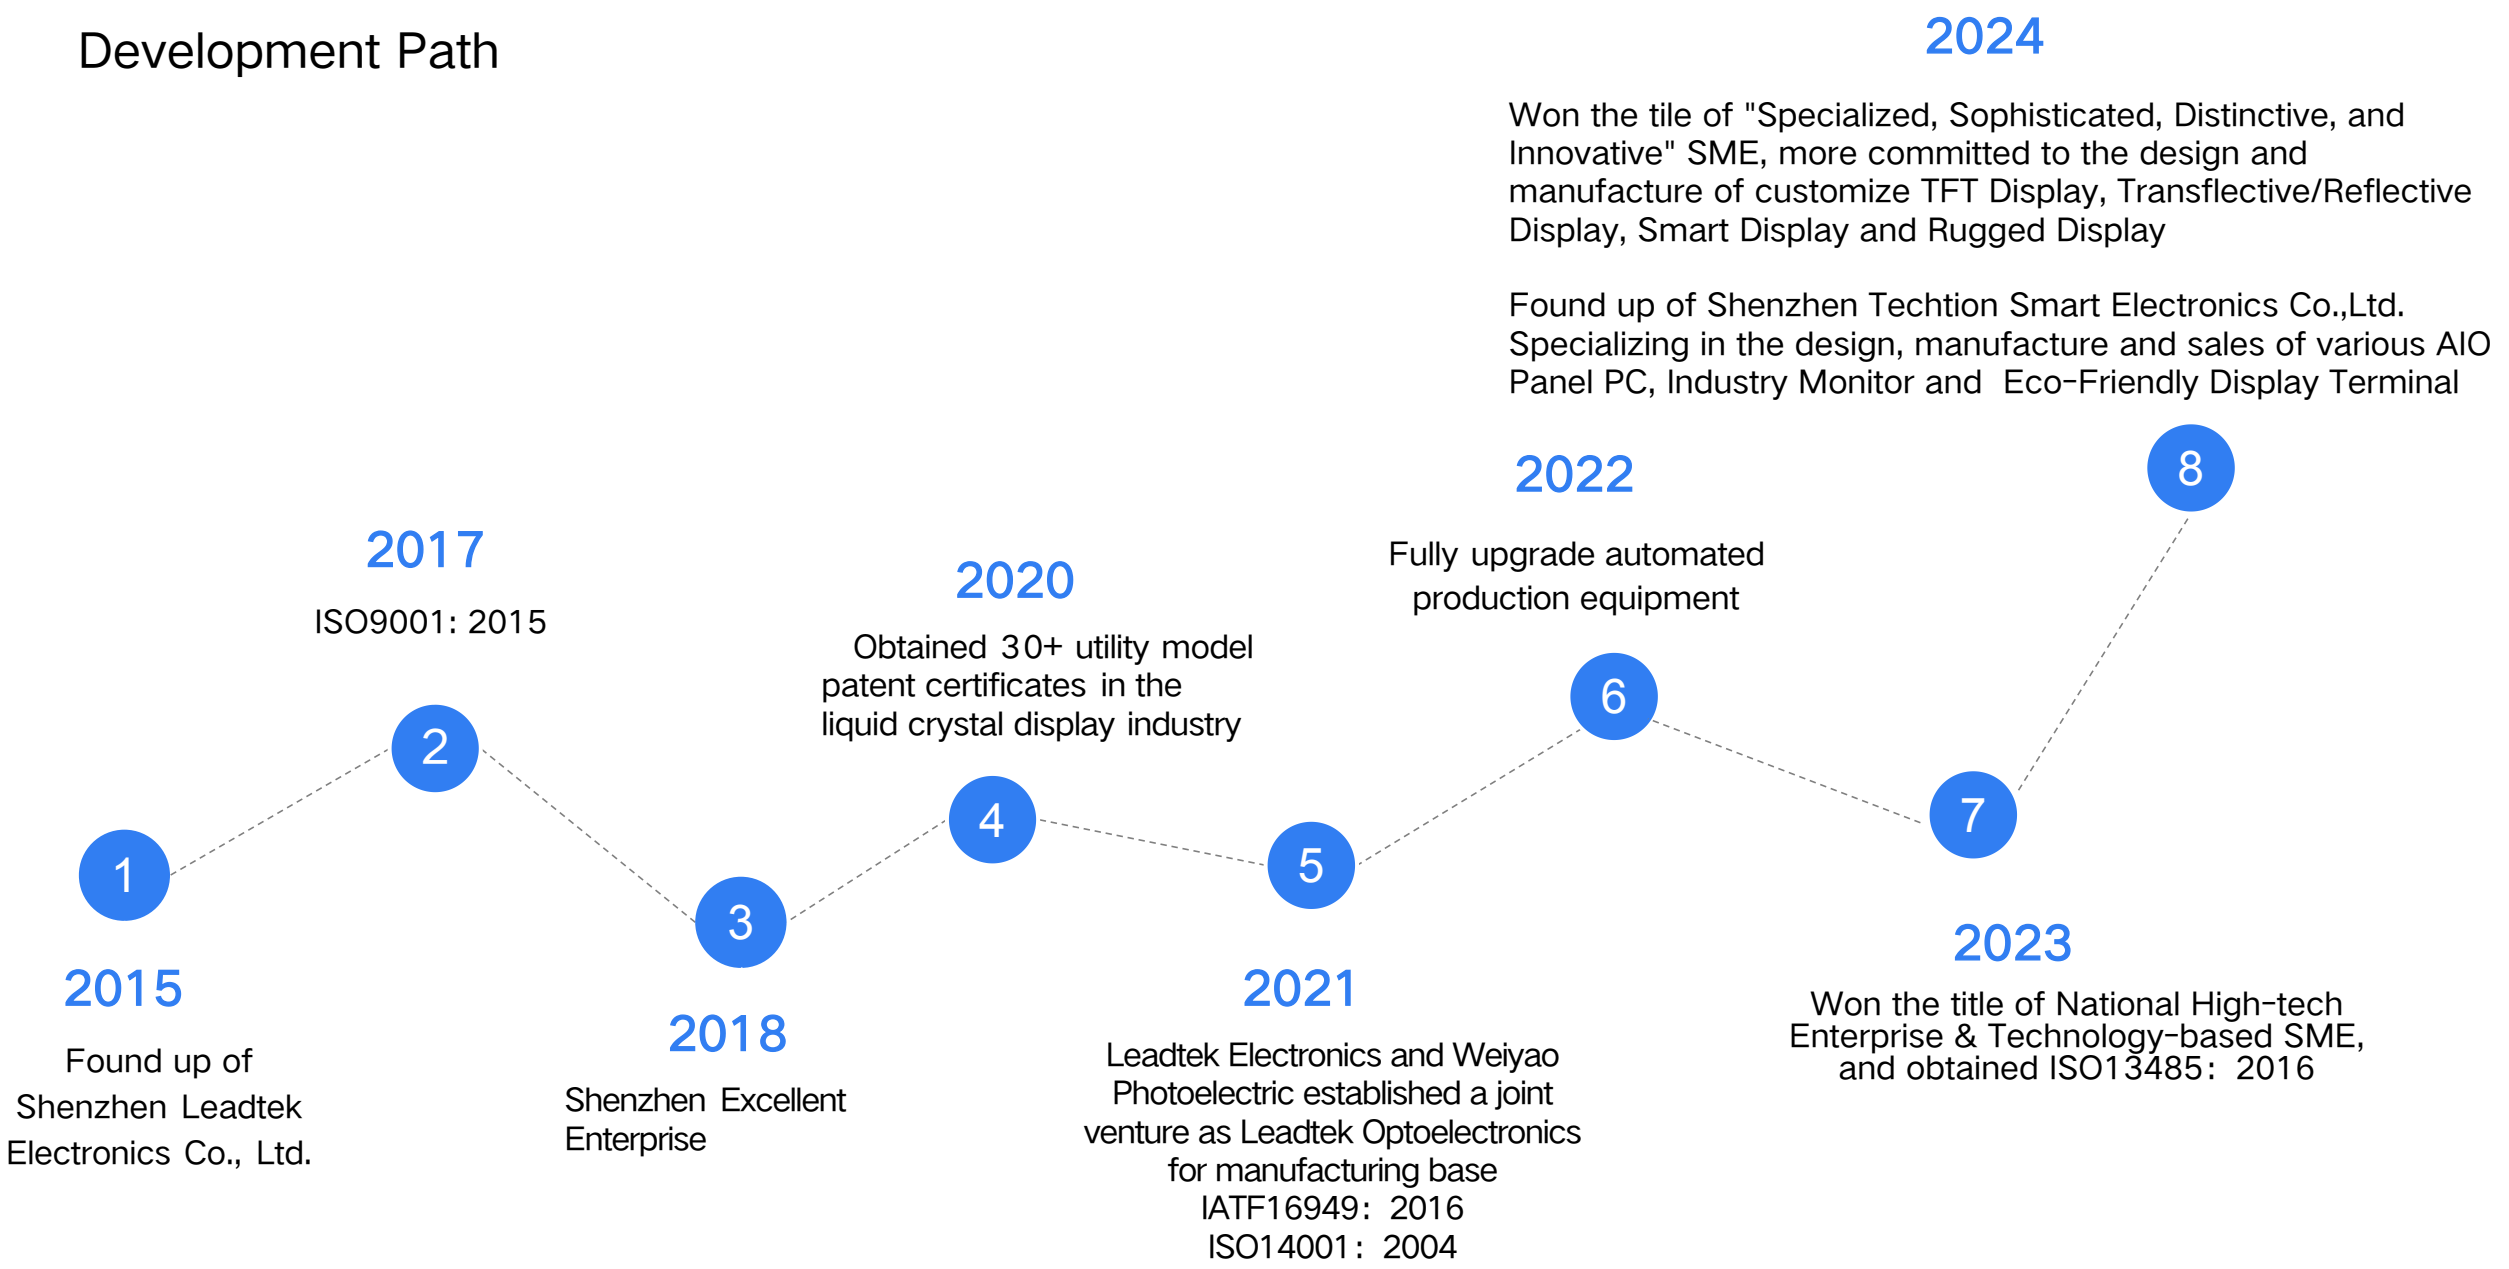 Development Path
1
2015
Found up of
Shenzhen Leadtek
Electronics Co., Ltd.
2017
ISO9001: 2015
2
3
2018
Shenzhen Excellent
Enterprise
2020
Obtained 30+ utility model
patent certificates in the
liquid crystal display industry
4
5
2021
Leadtek Electronics and Weiyao
Photoelectric established a joint
venture as Leadtek Optoelectronics
for manufacturing base
IATF16949: 2016
ISO14001: 2004
2022
Fully upgrade automated
production equipment
6
7
2023
Won the title of National High-tech
Enterprise & Technology-based SME,
and obtained ISO13485: 2016
2024
Won the tile of "Specialized, Sophisticated, Distinctive, and
Innovative" SME, more committed to the design and
manufacture of customize TFT Display, Transflective/Reflective
Display, Smart Display and Rugged Display
Found up of Shenzhen Techtion Smart Electronics Co.,Ltd.
Specializing in the design, manufacture and sales of various AIO
Panel PC, Industry Monitor and Eco-Friendly Display Terminal
8